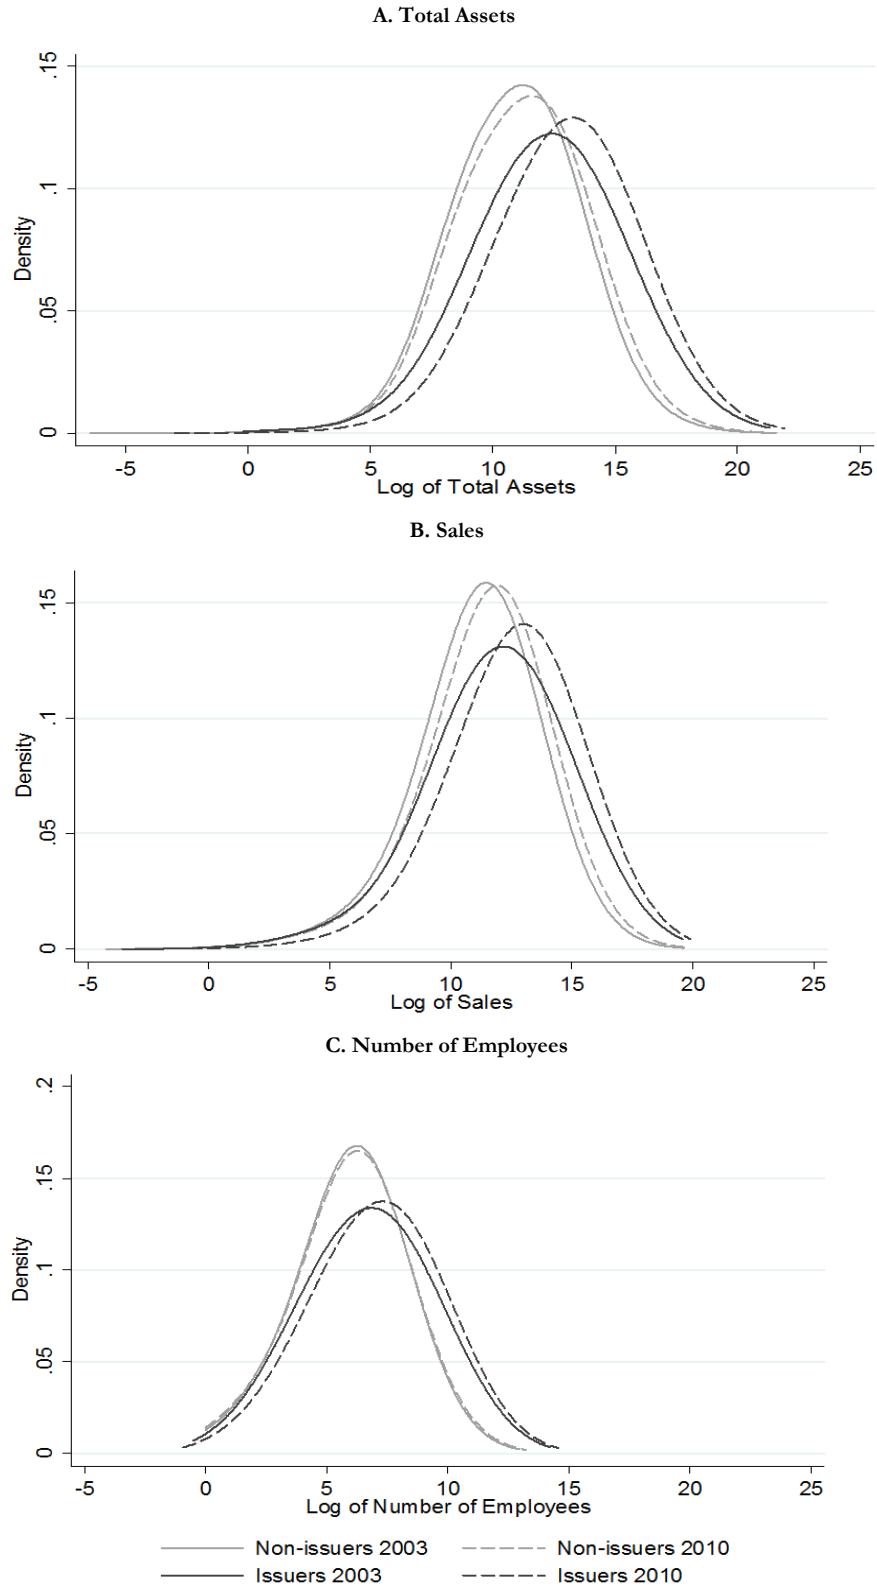 A. Total Assets
.15
.1
.05
0
Density
-5 0 5 10 15 20 25
Log of Total Assets
B. Sales
.15
.1
.05
0
Density
-5 0 5 10 15 20 25
Log of Sales
C. Number of Employees
.2
.15
.1
.05
0
Density
-5 0 5 10 15 20 25
Log of Number of Employees
Non-issuers 2003 Non-issuers 2010
Issuers 2003 Issuers 2010